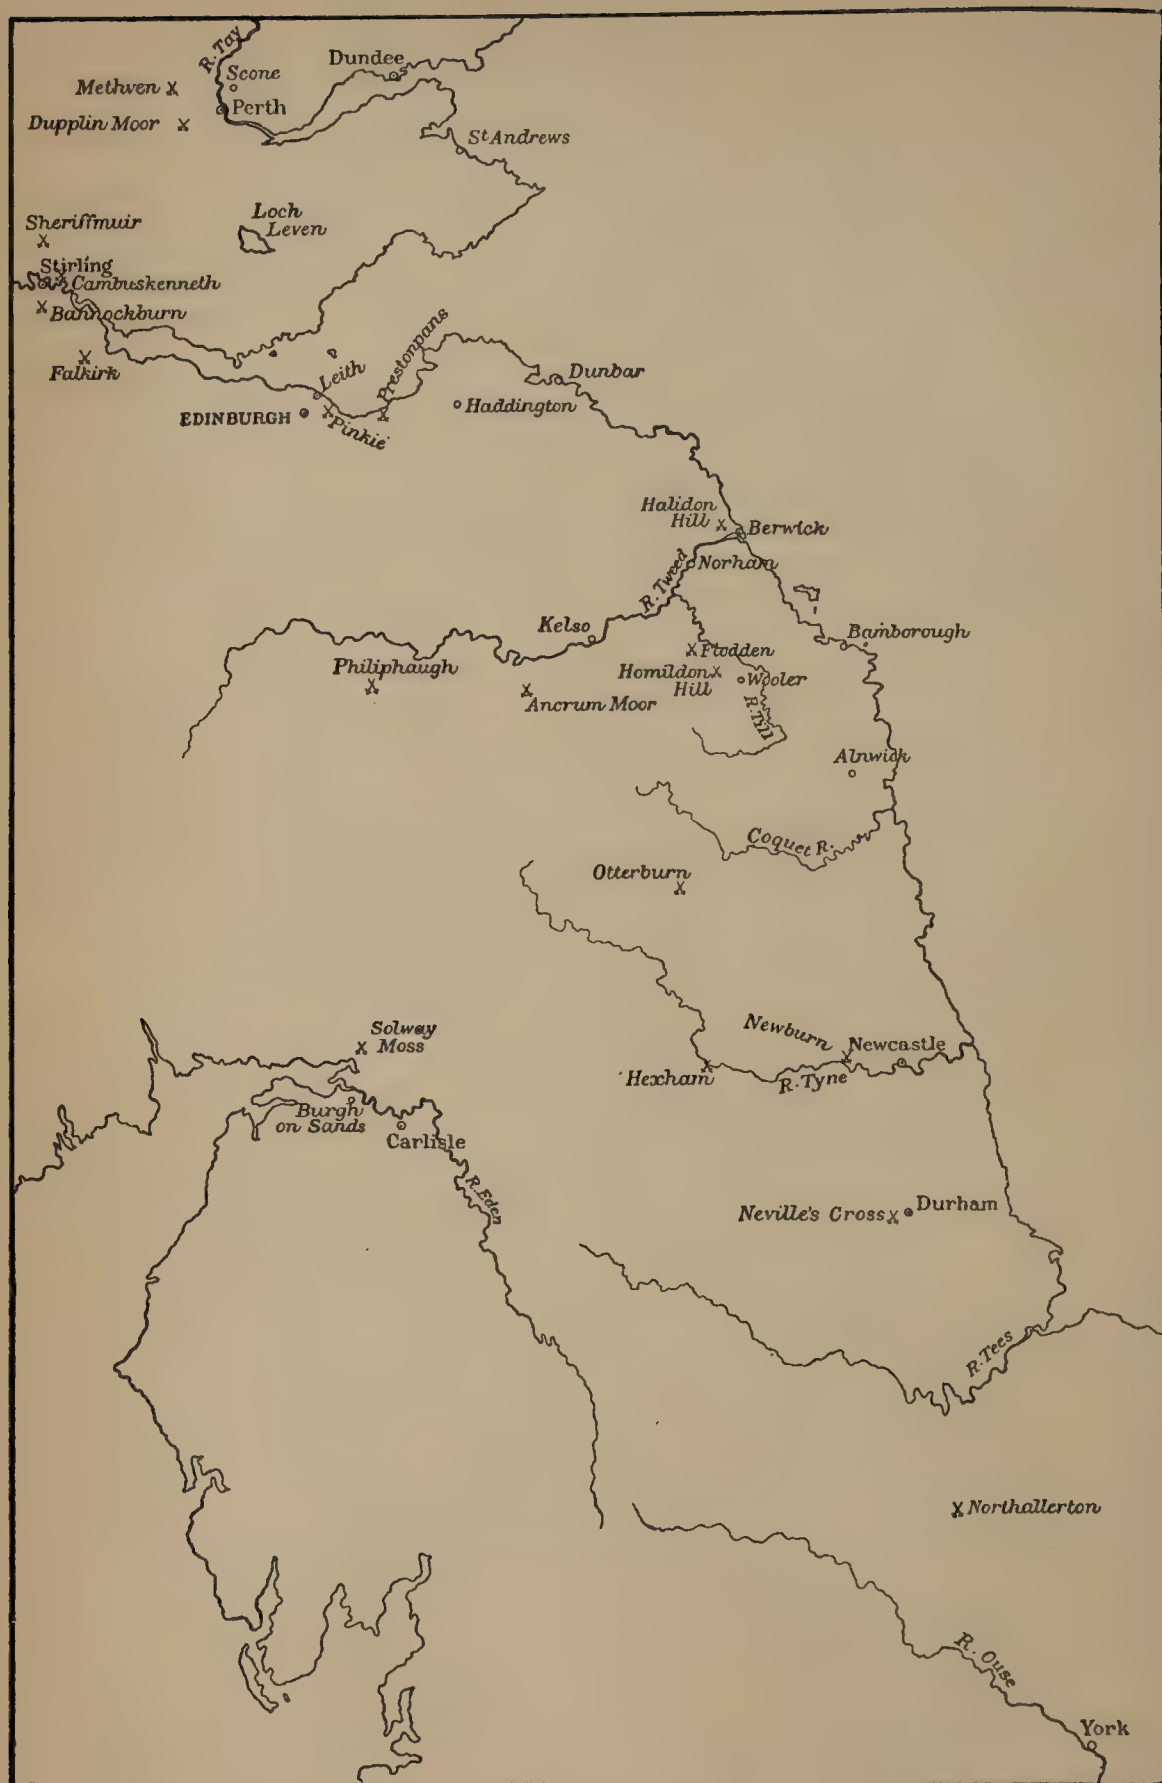 R. Tay
Dundee
Scone
Methven
Perth
Dupplin Moor
St Andrews
Loch
Leven
Sheriffmuir
Stirling
Cambuskenneth
Bannockburn
Prestonpans
Falkirk
Leith
Dunbar
EDINBURGH
Haddington
Pinkie
Halidon
Hill
Berwick
R. Tweed
Norham
Kelso
Bamborough
Flodden
Philiphaugh
Homildon
Hill
Wooler
Ancrum Moor
R. Till
Alnwick
Coquet R.
Otterburn
Solway
Moss
Newburn
Newcastle
Hexham
R. Tyne
Burgh
on Sands
Carlisle
R. Eden
Neville's Cross
Durham
R. Tees
Northallerton
R. Ouse
York